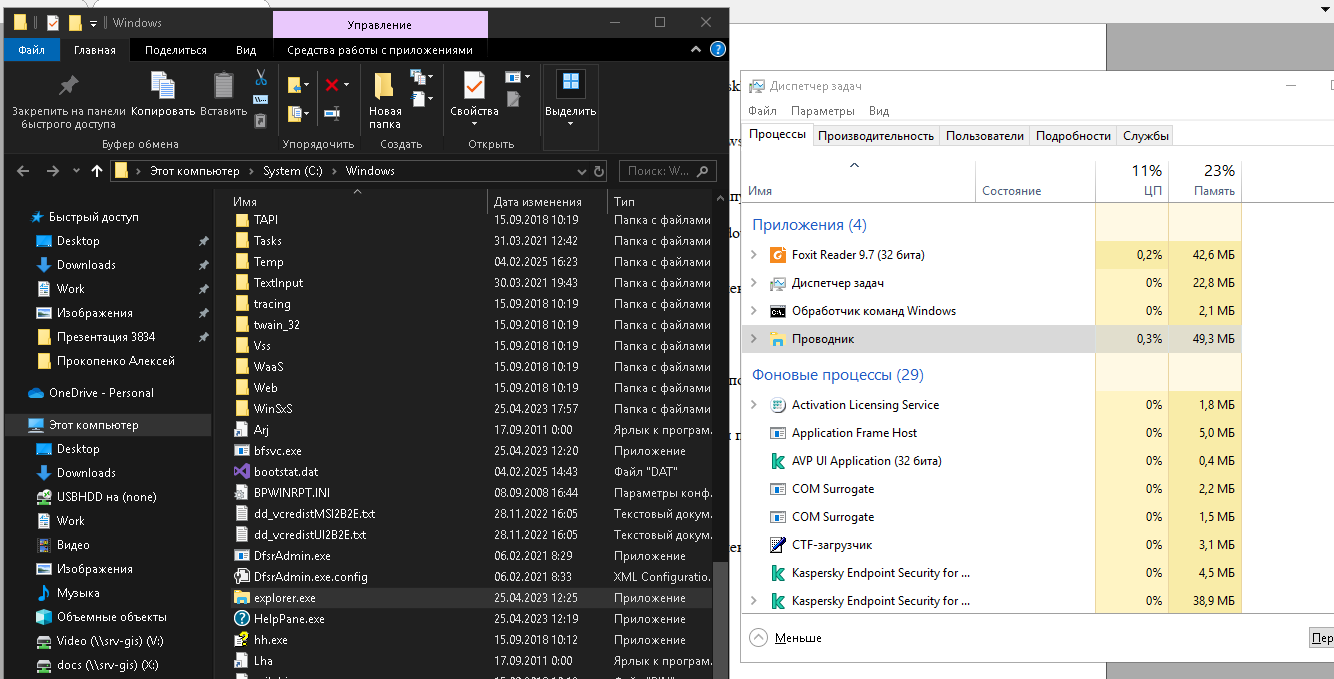 Windows
Управление
Файл
Главная
Поделиться
Вид
Средства работы с приложениями
Закрепить на панели быстрого доступа
Копировать
Вставить
Буфер обмена
Упорядочить
Новая папка
Создать
Свойства
Открыть
Выделить
Этот компьютер
System (C:)
Windows
Поиск: W...
Быстрый доступ
Desktop
Downloads
Work
Изображения
Презентация 3834
Прокопенко Алексей
OneDrive - Personal
Этот компьютер
Desktop
Downloads
USBHDD на (none)
Work
Видео
Изображения
Музыка
Объемные объекты
Video (\\srv-gis) (V:)
docs (\\srv-gis) (X:)
Имя Дата изменения Тип
TAPI 15.09.2018 10:19 Папка с файлами
Tasks 31.03.2021 12:42 Папка с файлами
Temp 04.02.2025 16:23 Папка с файлами
TextInput 30.03.2021 19:43 Папка с файлами
tracing 15.09.2018 10:19 Папка с файлами
twain_32 15.09.2018 10:19 Папка с файлами
Vss 15.09.2018 10:19 Папка с файлами
WaaS 15.09.2018 10:19 Папка с файлами
Web 15.09.2018 10:19 Папка с файлами
WinSxS 25.04.2023 17:57 Папка с файлами
Arj 17.09.2011 0:00 Ярлык к програм.
bfsvc.exe 25.04.2023 12:20 Приложение
bootstat.dat 04.02.2025 14:43 Файл "DAT"
BPWINRPT.INI 08.09.2008 16:44 Параметры конф.
dd_vcredistMSI2B2E.txt 28.11.2022 16:05 Текстовый докум.
dd_vcredistUI2B2E.txt 28.11.2022 16:05 Текстовый докум.
DfsrAdmin.exe 06.02.2021 8:29 Приложение
DfsrAdmin.exe.config 06.02.2021 8:33 XML Configuratio.
explorer.exe 25.04.2023 12:25 Приложение
HelpPane.exe 25.04.2023 12:19 Приложение
hh.exe 15.09.2018 10:12 Приложение
Lha 17.09.2011 0:00 Ярлык к програм.
Диспетчер задач
Файл Параметры Вид
Процессы Производительность Пользователи Подробности Службы
11% 23%
Имя Состояние ЦП Память
Приложения (4)
Foxit Reader 9.7 (32 бита) 0,2% 42,6 МБ
Диспетчер задач 0% 22,8 МБ
Обработчик команд Windows 0% 2,1 МБ
Проводник 0,3% 49,3 МБ
Фоновые процессы (29)
Activation Licensing Service 0% 1,8 МБ
Application Frame Host 0% 5,0 МБ
AVP UI Application (32 бита) 0% 0,4 МБ
COM Surrogate 0% 2,2 МБ
COM Surrogate 0% 1,5 МБ
CTF-загрузчик 0% 3,1 МБ
Kaspersky Endpoint Security for ... 0% 4,5 МБ
Kaspersky Endpoint Security for ... 0% 38,9 МБ
Меньше
Пер